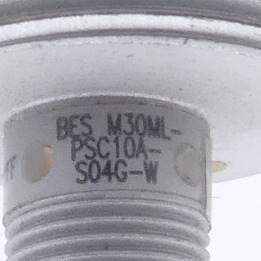 BES M30ML-
PSC10A-
S04G-W